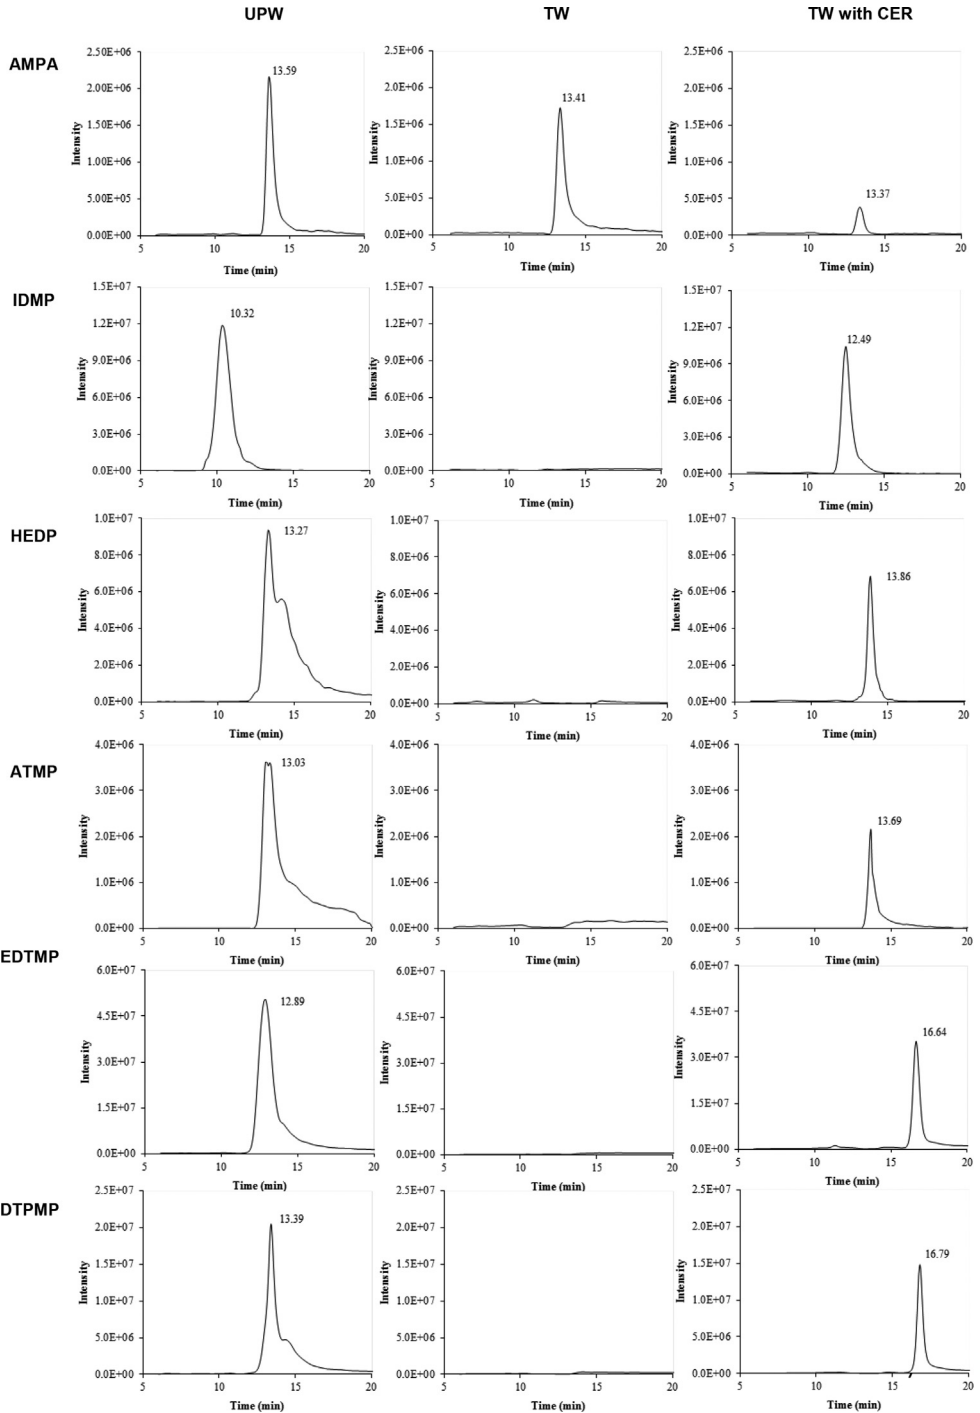 UPW
TW
TW with CER
AMPA
Intensity
2.50E+06
2.00E+06
1.50E+06
1.00E+06
5.00E+05
0.00E+00
13.59
5 10 15 20
Time (min)
Intensity
2.5E+06
2.0E+06
1.5E+06
1.0E+06
5.0E+05
0.0E+00
13.41
5 10 15 20
Time (min)
Intensity
2.5E+06
2.0E+06
1.5E+06
1.0E+06
5.0E+05
0.0E+00
13.37
5 10 15 20
Time (min)
IDMP
Intensity
1.5E+07
1.2E+07
9.0E+06
6.0E+06
3.0E+06
0.0E+00
10.32
5 10 15 20
Time (min)
Intensity
1.5E+07
1.2E+07
9.0E+06
6.0E+06
3.0E+06
0.0E+00
5 10 15 20
Time (min)
Intensity
1.5E+07
1.2E+07
9.0E+06
6.0E+06
3.0E+06
0.0E+00
12.49
5 10 15 20
Time (min)
HEDP
Intensity
1.0E+07
8.0E+06
6.0E+06
4.0E+06
2.0E+06
0.0E+00
13.27
5 10 15 20
Time (min)
Intensity
1.0E+07
8.0E+06
6.0E+06
4.0E+06
2.0E+06
0.0E+00
5 10 15 20
Time (min)
Intensity
1.0E+07
8.0E+06
6.0E+06
4.0E+06
2.0E+06
0.0E+00
13.86
5 10 15 20
Time (min)
ATMP
Intensity
4.0E+06
3.0E+06
2.0E+06
1.0E+06
0.0E+00
13.03
5 10 15 20
Time (min)
Intensity
4.0E+06
3.0E+06
2.0E+06
1.0E+06
0.0E+00
5 10 15 20
Time (min)
Intensity
4.0E+06
3.0E+06
2.0E+06
1.0E+06
0.0E+00
13.69
5 10 15 20
Time (min)
EDTMP
Intensity
6.0E+07
4.5E+07
3.0E+07
1.5E+07
0.0E+00
12.89
5 10 15 20
Time (min)
Intensity
6.0E+07
4.5E+07
3.0E+07
1.5E+07
0.0E+00
5 10 15 20
Time (min)
Intensity
6.0E+07
4.5E+07
3.0E+07
1.5E+07
0.0E+00
16.64
5 10 15 20
Time (min)
DTPMP
Intensity
2.5E+07
2.0E+07
1.5E+07
1.0E+07
5.0E+06
0.0E+00
13.39
5 10 15 20
Time (min)
Intensity
2.5E+07
2.0E+07
1.5E+07
1.0E+07
5.0E+06
0.0E+00
5 10 15 20
Time (min)
Intensity
2.5E+07
2.0E+07
1.5E+07
1.0E+07
5.0E+06
0.0E+00
16.79
5 10 15 20
Time (min)